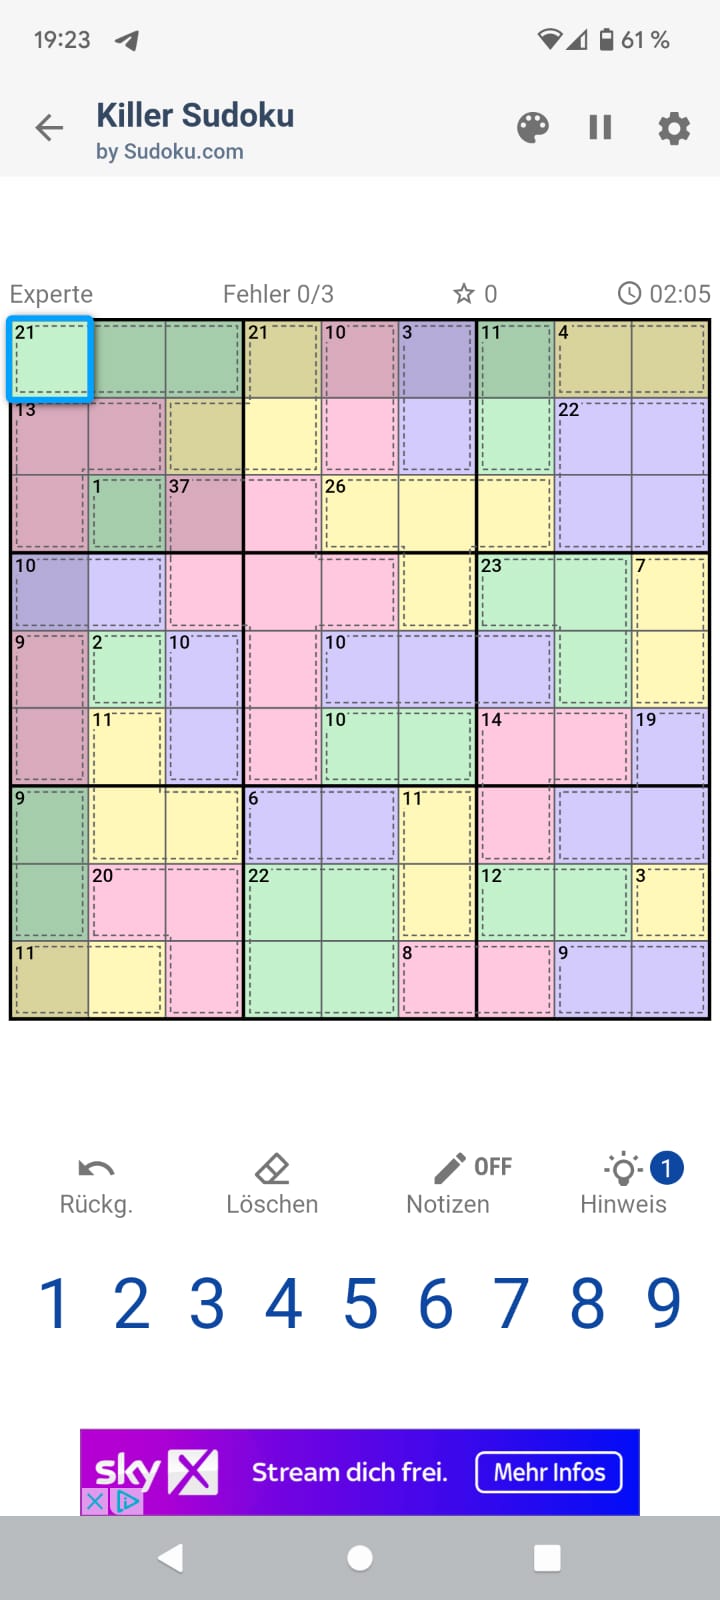 19:23 61 %
Killer Sudoku
by Sudoku.com
Experte Fehler 0/3 0 02:05
21 21 10 3 11 4
13 22
1 37 26
10 23 7
9 2 10 10
11 10 14 19
9 6 11
20 22 12 3
11 8 9
OFF 1
Rückg. Löschen Notizen Hinweis
1 2 3 4 5 6 7 8 9
sky X Stream dich frei. Mehr Infos